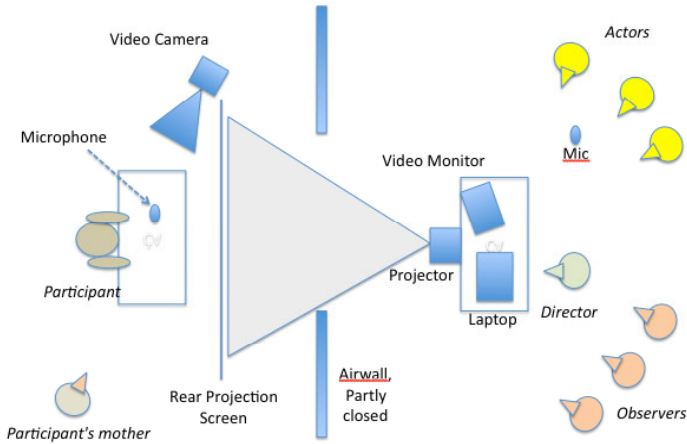 Video Camera
Actors
Microphone
Mic
Video Monitor
Participant
Projector
Laptop
Director
Airwall,
Partly
closed
Rear Projection
Screen
Participant's mother
Observers